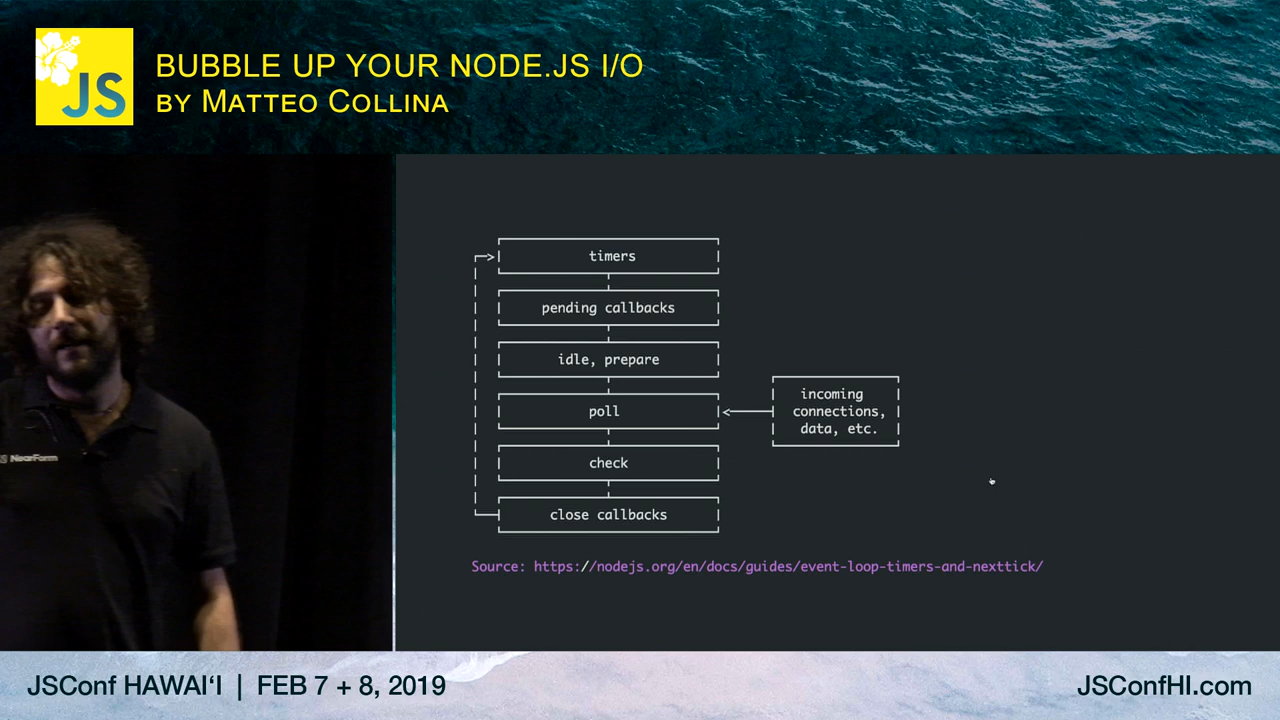 JS
BUBBLE UP YOUR NODE.JS I/O
BY MATTEO COLLINA
timers
pending callbacks
idle, prepare
poll
incoming
connections,
data, etc.
check
close callbacks
NearForm
Source: https://nodejs.org/en/docs/guides/event-loop-timers-and-nexttick/
JSConf HAWAIʻI | FEB 7 + 8, 2019
JSConfHI.com